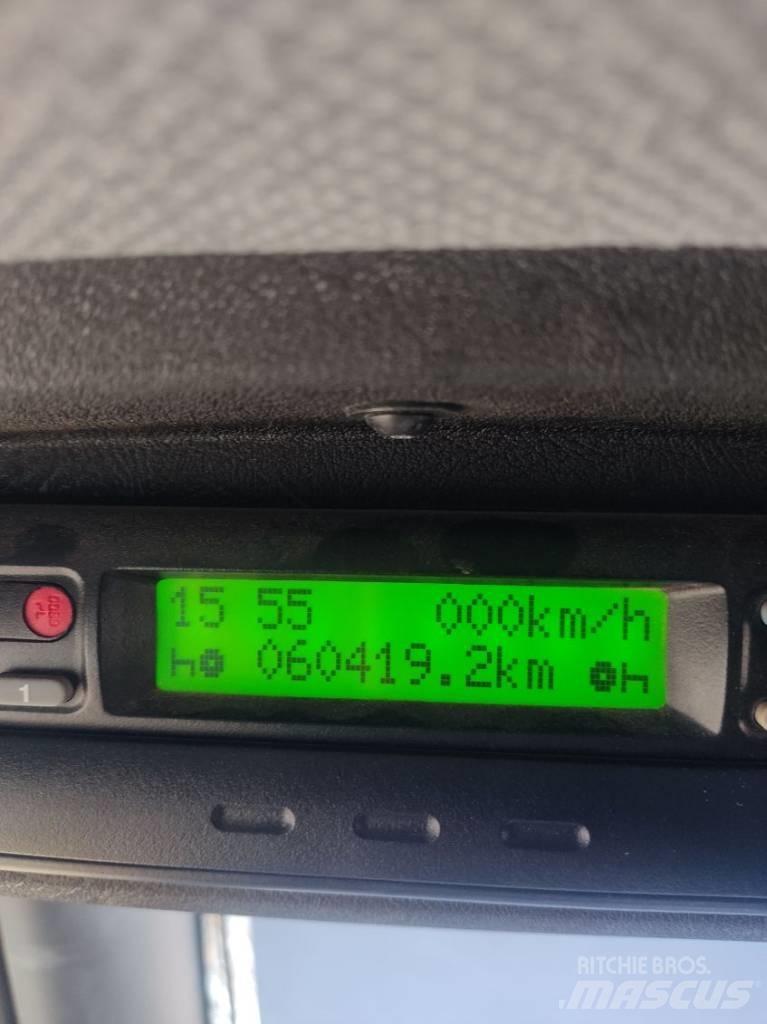 15 55 000km/h
h 060419.2km h
1
RITCHIE BROS.
MASCUS